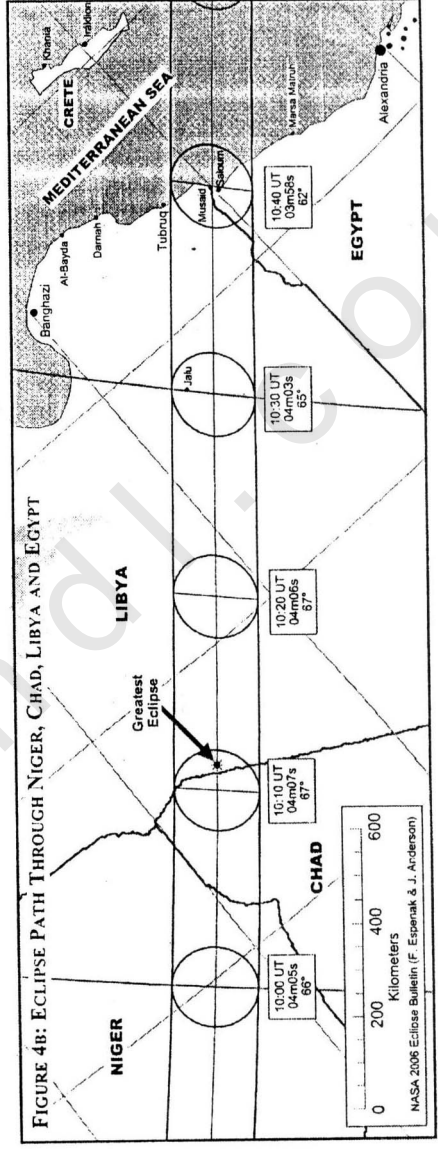 FIGURE 4B: ECLIPSE PATH THROUGH NIGER, CHAD, LIBYA AND EGYPT
NIGER
LIBYA
CHAD
EGYPT
Greatest
Eclipse
Banghazi
Al-Bayda
Darnah
Tubruq
MEDITERRANEAN SEA
CRETE
Khania
Iraklion
Jalu
Musaid
Saloum
Marsa Matruh
Alexandria
10:00 UT
04m05s
66°
10:10 UT
04m07s
67°
10:20 UT
04m06s
67°
10:30 UT
04m03s
65°
10:40 UT
03m58s
62°
0 200 400 600
Kilometers
NASA 2006 Eclipse Bulletin (F. Espenak & J. Anderson)